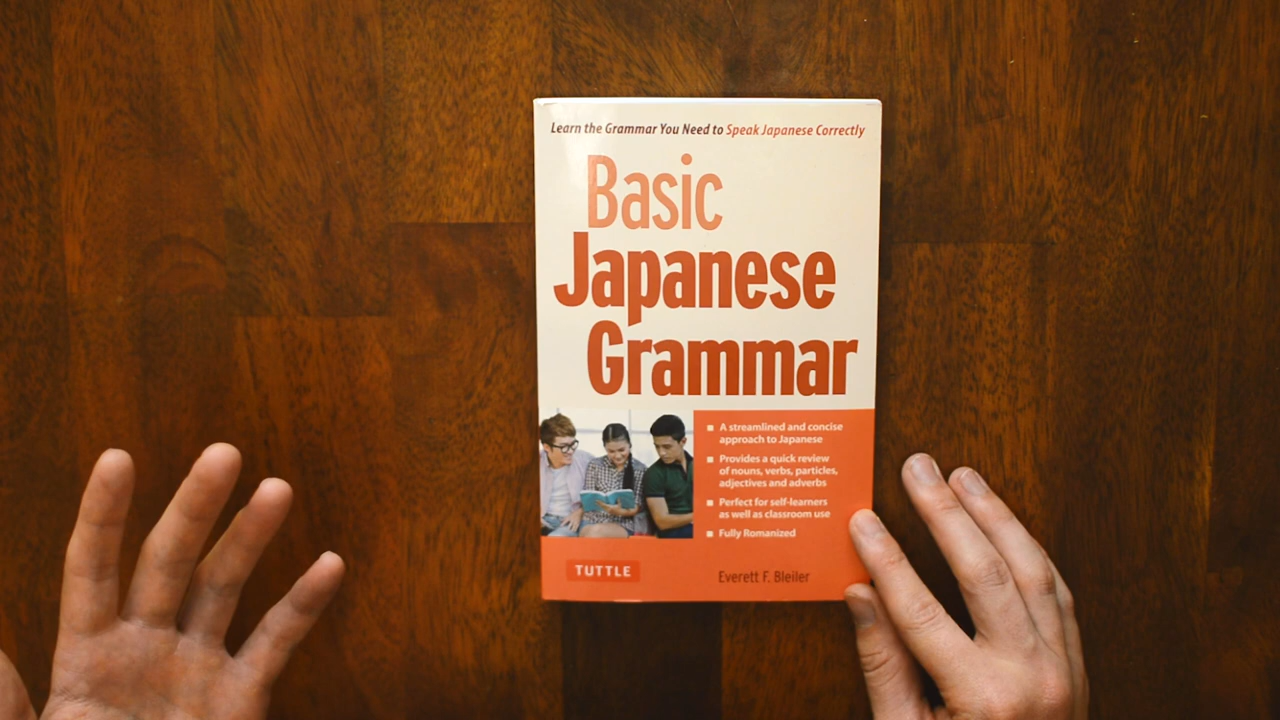 Learn the Grammar You Need to Speak Japanese Correctly
Basic
Japanese
Grammar
■ A streamlined and concise
approach to Japanese
■ Provides a quick review
of nouns, verbs, particles,
adjectives and adverbs
■ Perfect for self-learners
as well as classroom use
■ Fully Romanized
TUTTLE
Everett F. Bleiler